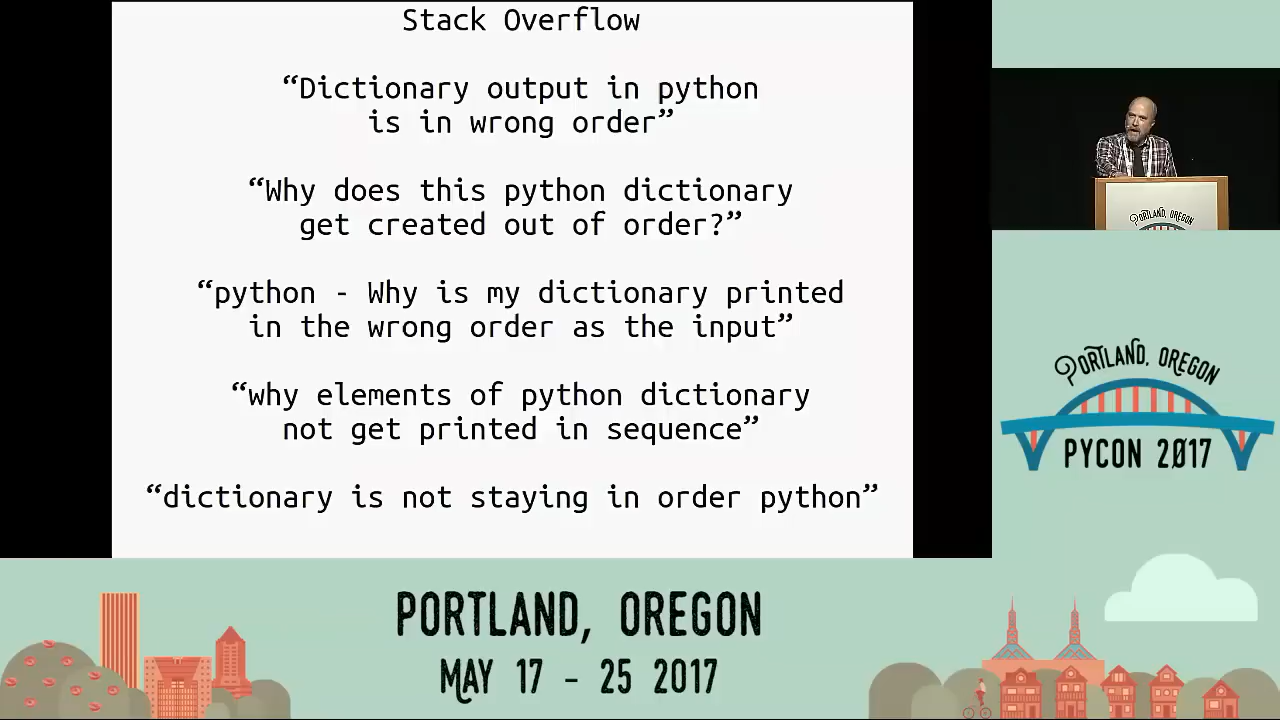 Stack Overflow
“Dictionary output in python
is in wrong order”
“Why does this python dictionary
get created out of order?”
“python - Why is my dictionary printed
in the wrong order as the input”
“why elements of python dictionary
not get printed in sequence”
“dictionary is not staying in order python”
PORTLAND, OREGON
PORTLAND, OREGON
PYCON 2017
PORTLAND, OREGON
MAY 17 - 25 2017